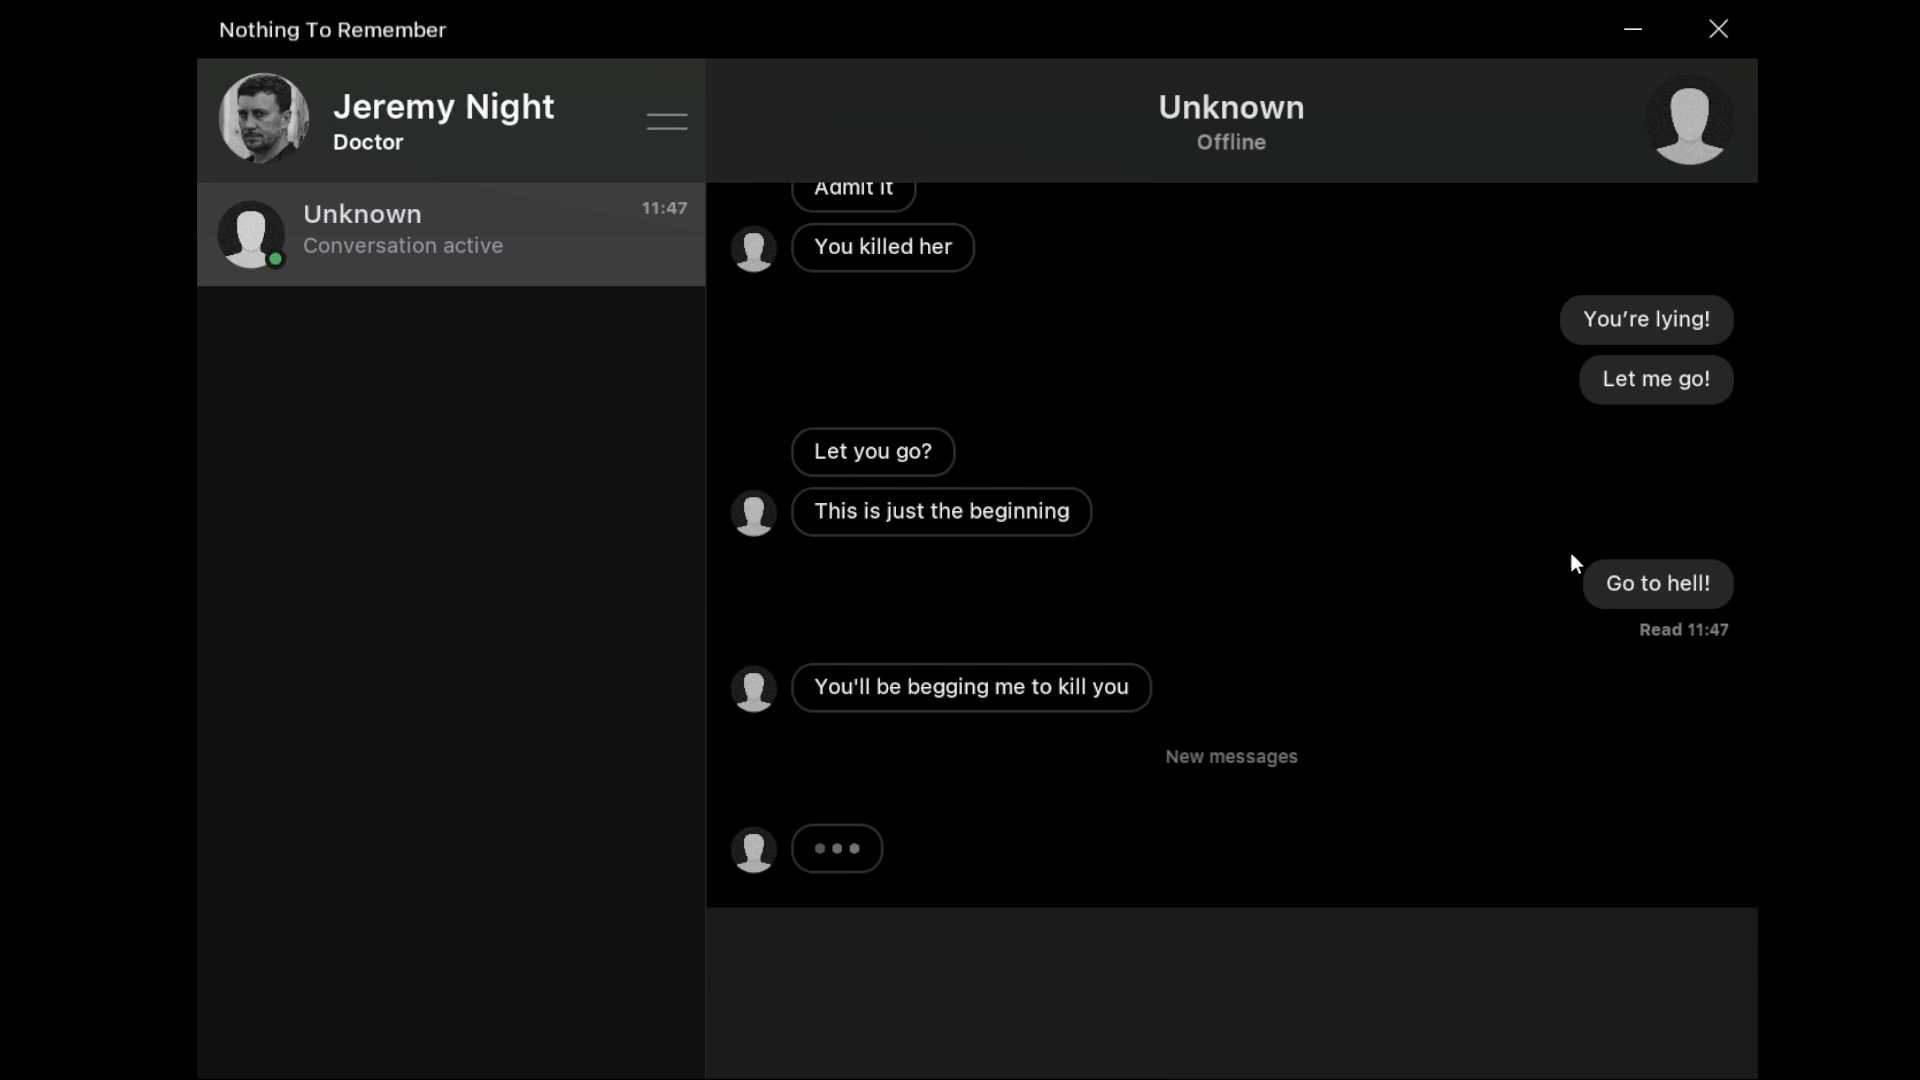 Nothing To Remember
Jeremy Night
Doctor
Unknown
Offline
Unknown
11:47
Conversation active
Admit it
You killed her
You’re lying!
Let me go!
Let you go?
This is just the beginning
Go to hell!
Read 11:47
You'll be begging me to kill you
New messages